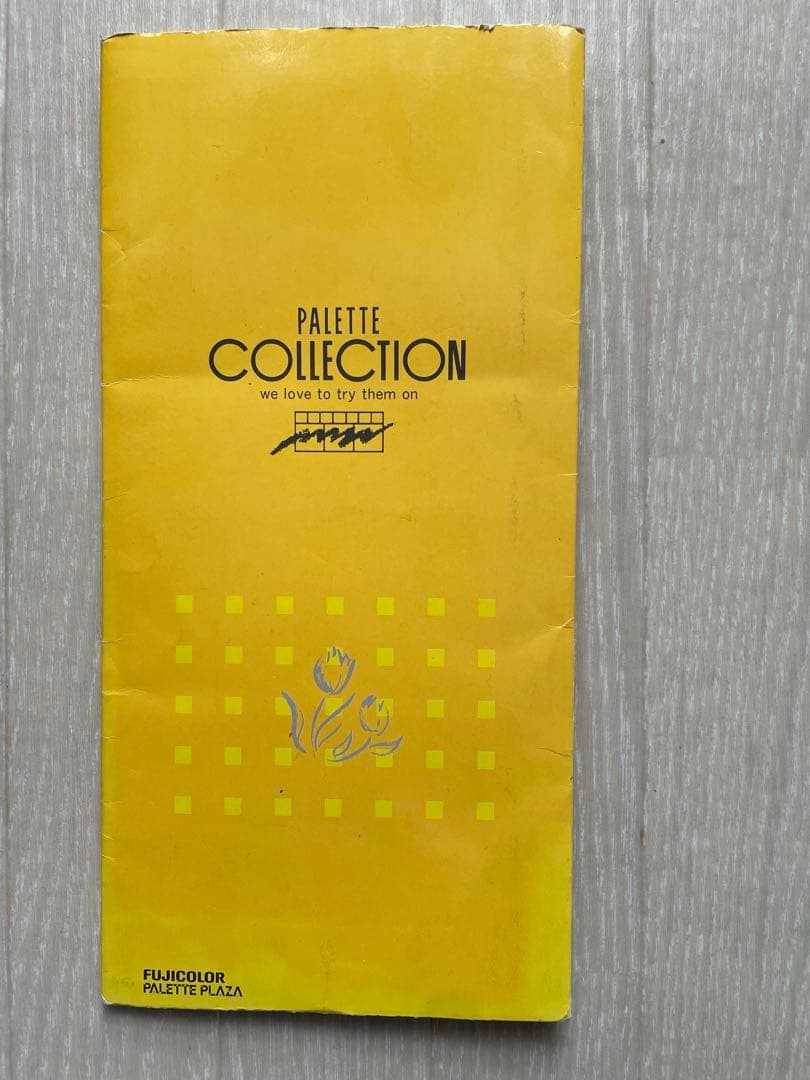 PALETTE
COLLECTION
we love to try them on
FUJICOLOR
PALETTE PLAZA